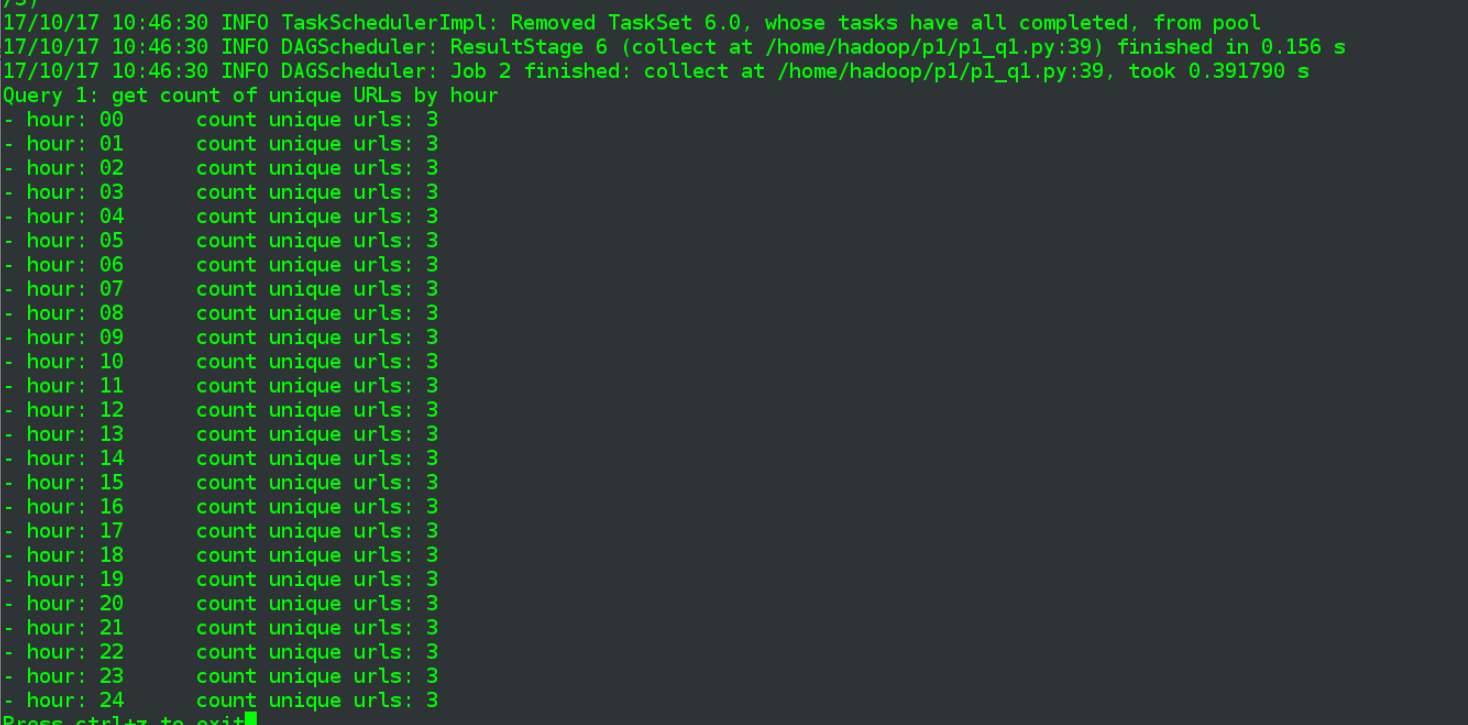 /3)
17/10/17 10:46:30 INFO TaskSchedulerImpl: Removed TaskSet 6.0, whose tasks have all completed, from pool
17/10/17 10:46:30 INFO DAGScheduler: ResultStage 6 (collect at /home/hadoop/p1/p1_q1.py:39) finished in 0.156 s
17/10/17 10:46:30 INFO DAGScheduler: Job 2 finished: collect at /home/hadoop/p1/p1_q1.py:39, took 0.391790 s
Query 1: get count of unique URLs by hour
- hour: 00      count unique urls: 3
- hour: 01      count unique urls: 3
- hour: 02      count unique urls: 3
- hour: 03      count unique urls: 3
- hour: 04      count unique urls: 3
- hour: 05      count unique urls: 3
- hour: 06      count unique urls: 3
- hour: 07      count unique urls: 3
- hour: 08      count unique urls: 3
- hour: 09      count unique urls: 3
- hour: 10      count unique urls: 3
- hour: 11      count unique urls: 3
- hour: 12      count unique urls: 3
- hour: 13      count unique urls: 3
- hour: 14      count unique urls: 3
- hour: 15      count unique urls: 3
- hour: 16      count unique urls: 3
- hour: 17      count unique urls: 3
- hour: 18      count unique urls: 3
- hour: 19      count unique urls: 3
- hour: 20      count unique urls: 3
- hour: 21      count unique urls: 3
- hour: 22      count unique urls: 3
- hour: 23      count unique urls: 3
- hour: 24      count unique urls: 3
Press ctrl+z to exit